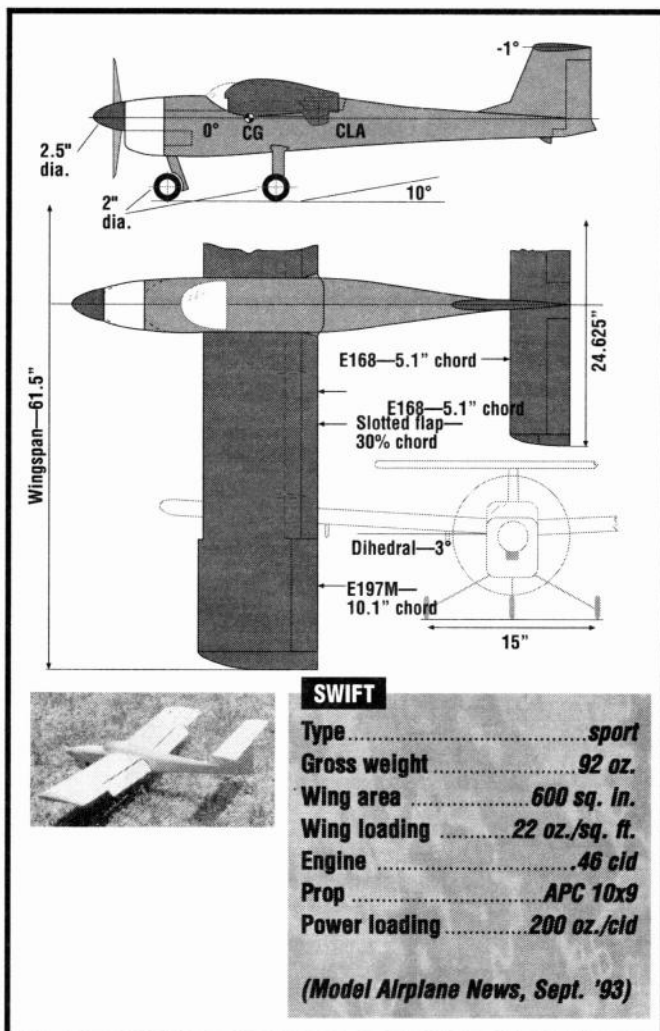 -1°
0°
CG
CLA
2.5"
dia.
2"
dia.
10°
Wingspan—61.5"
24.625"
E168—5.1" chord
E168—5.1" chord
Slotted flap—
30% chord
Dihedral—3°
E197M—
10.1" chord
15"
SWIFT
Type..............................sport
Gross weight ..............92 oz.
Wing area ...........600 sq. in.
Wing loading .........22 oz./sq. ft.
Engine .........................46 cid
Prop ........................APC 10x9
Power loading ...........200 oz./cid
(Model Airplane News, Sept. '93)